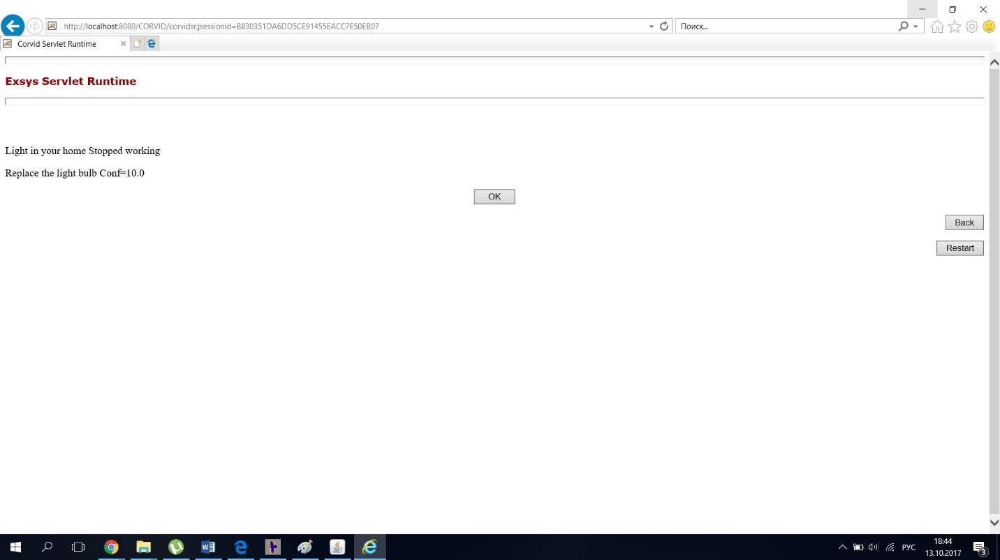 http://localhost:8080/CORVID/corvidsr;jsessionid=B830351DA6DD5CE91455EACC7E50EB07
Поиск...
Corvid Servlet Runtime
Exsys Servlet Runtime
Light in your home Stopped working
Replace the light bulb Conf=10.0
OK
Back
Restart
РУС
18:44
13.10.2017
3